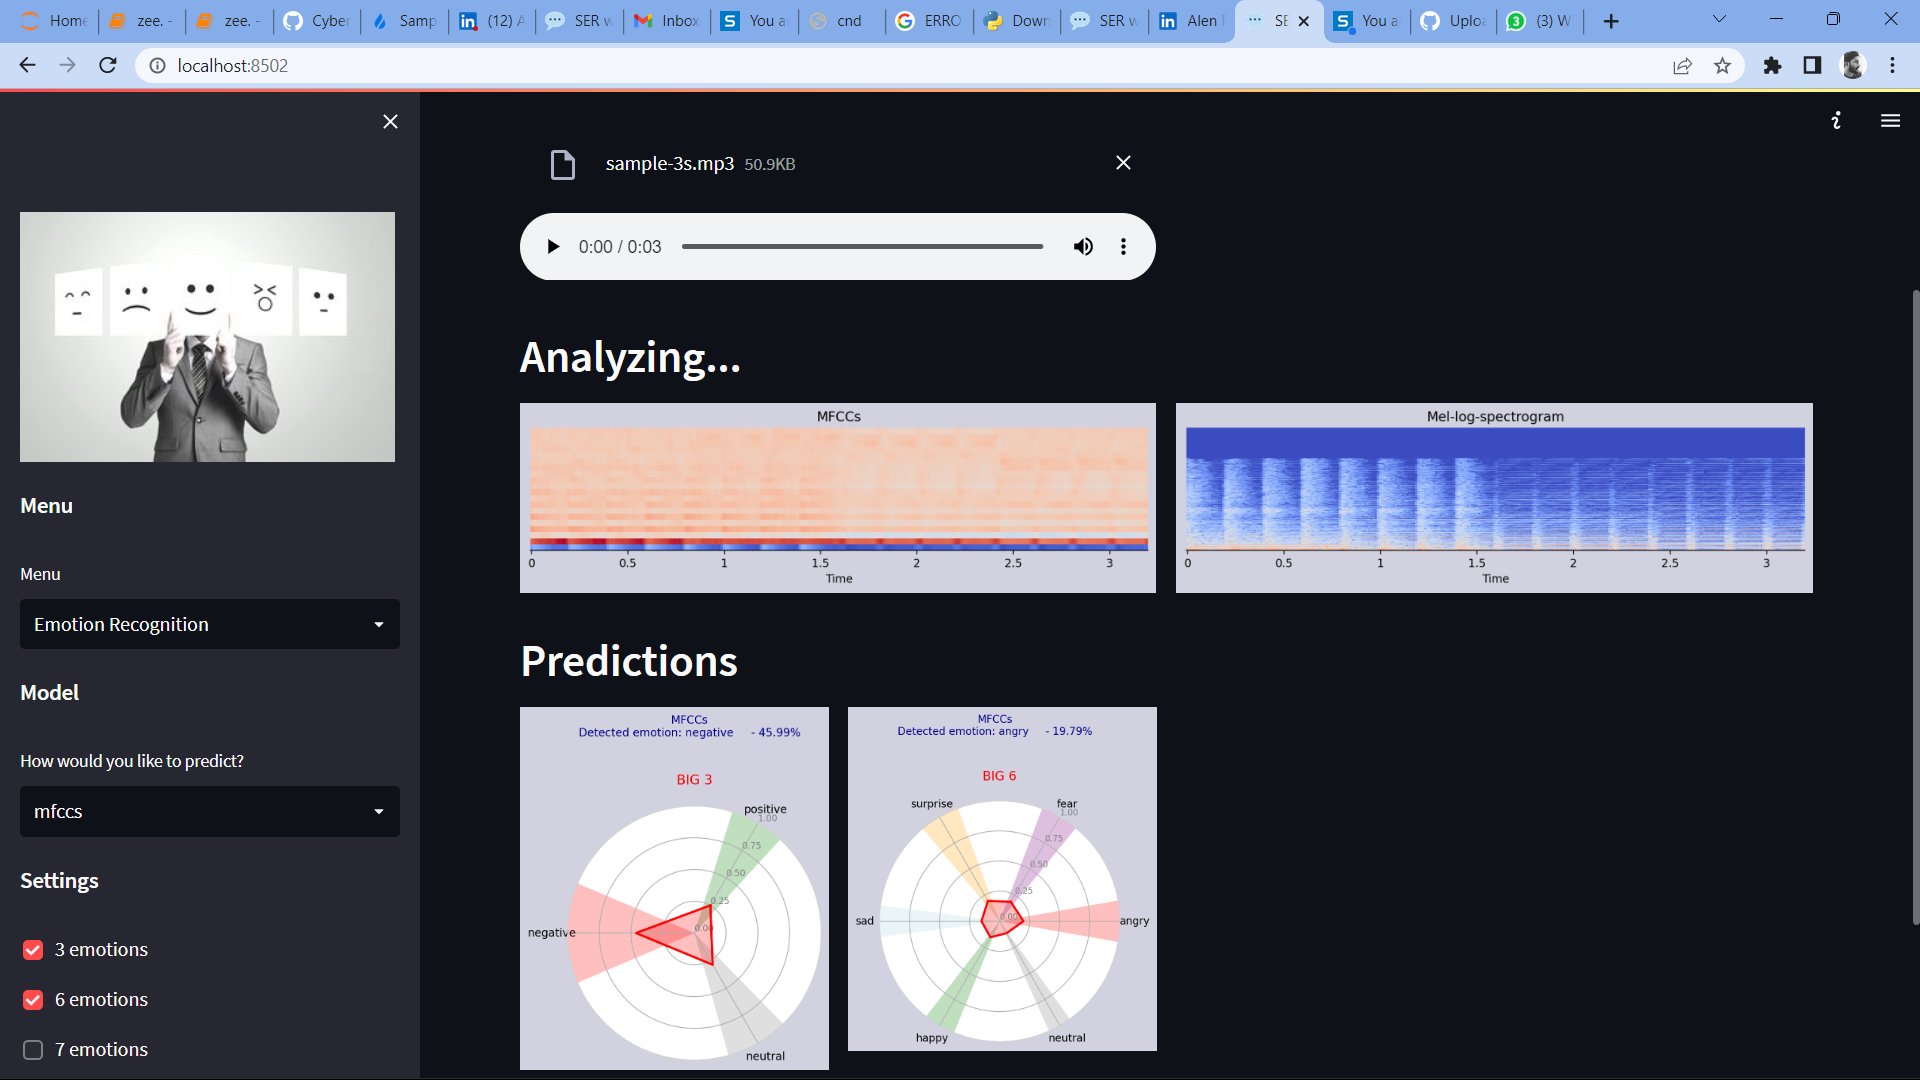 Home
zee. -
zee. -
Cyber
Samp
(12) A
SER w
Inbox
You a
cnd
ERRO
Down
SER w
Alen
SE
You a
Uploa
(3) W
localhost:8502
sample-3s.mp3 50.9KB
0:00 / 0:03
Analyzing...
MFCCs
0 0.5 1 1.5 2 2.5 3
Time
Mel-log-spectrogram
0 0.5 1 1.5 2 2.5 3
Time
Menu
Menu
Emotion Recognition
Model
How would you like to predict?
mfccs
Settings
3 emotions
6 emotions
7 emotions
Predictions
MFCCs
Detected emotion: negative - 45.99%
BIG 3
positive
1.00
0.75
0.50
0.25
0.00
negative
neutral
MFCCs
Detected emotion: angry - 19.79%
BIG 6
surprise
fear
1.00
0.75
0.50
0.25
0.00
sad
angry
happy
neutral